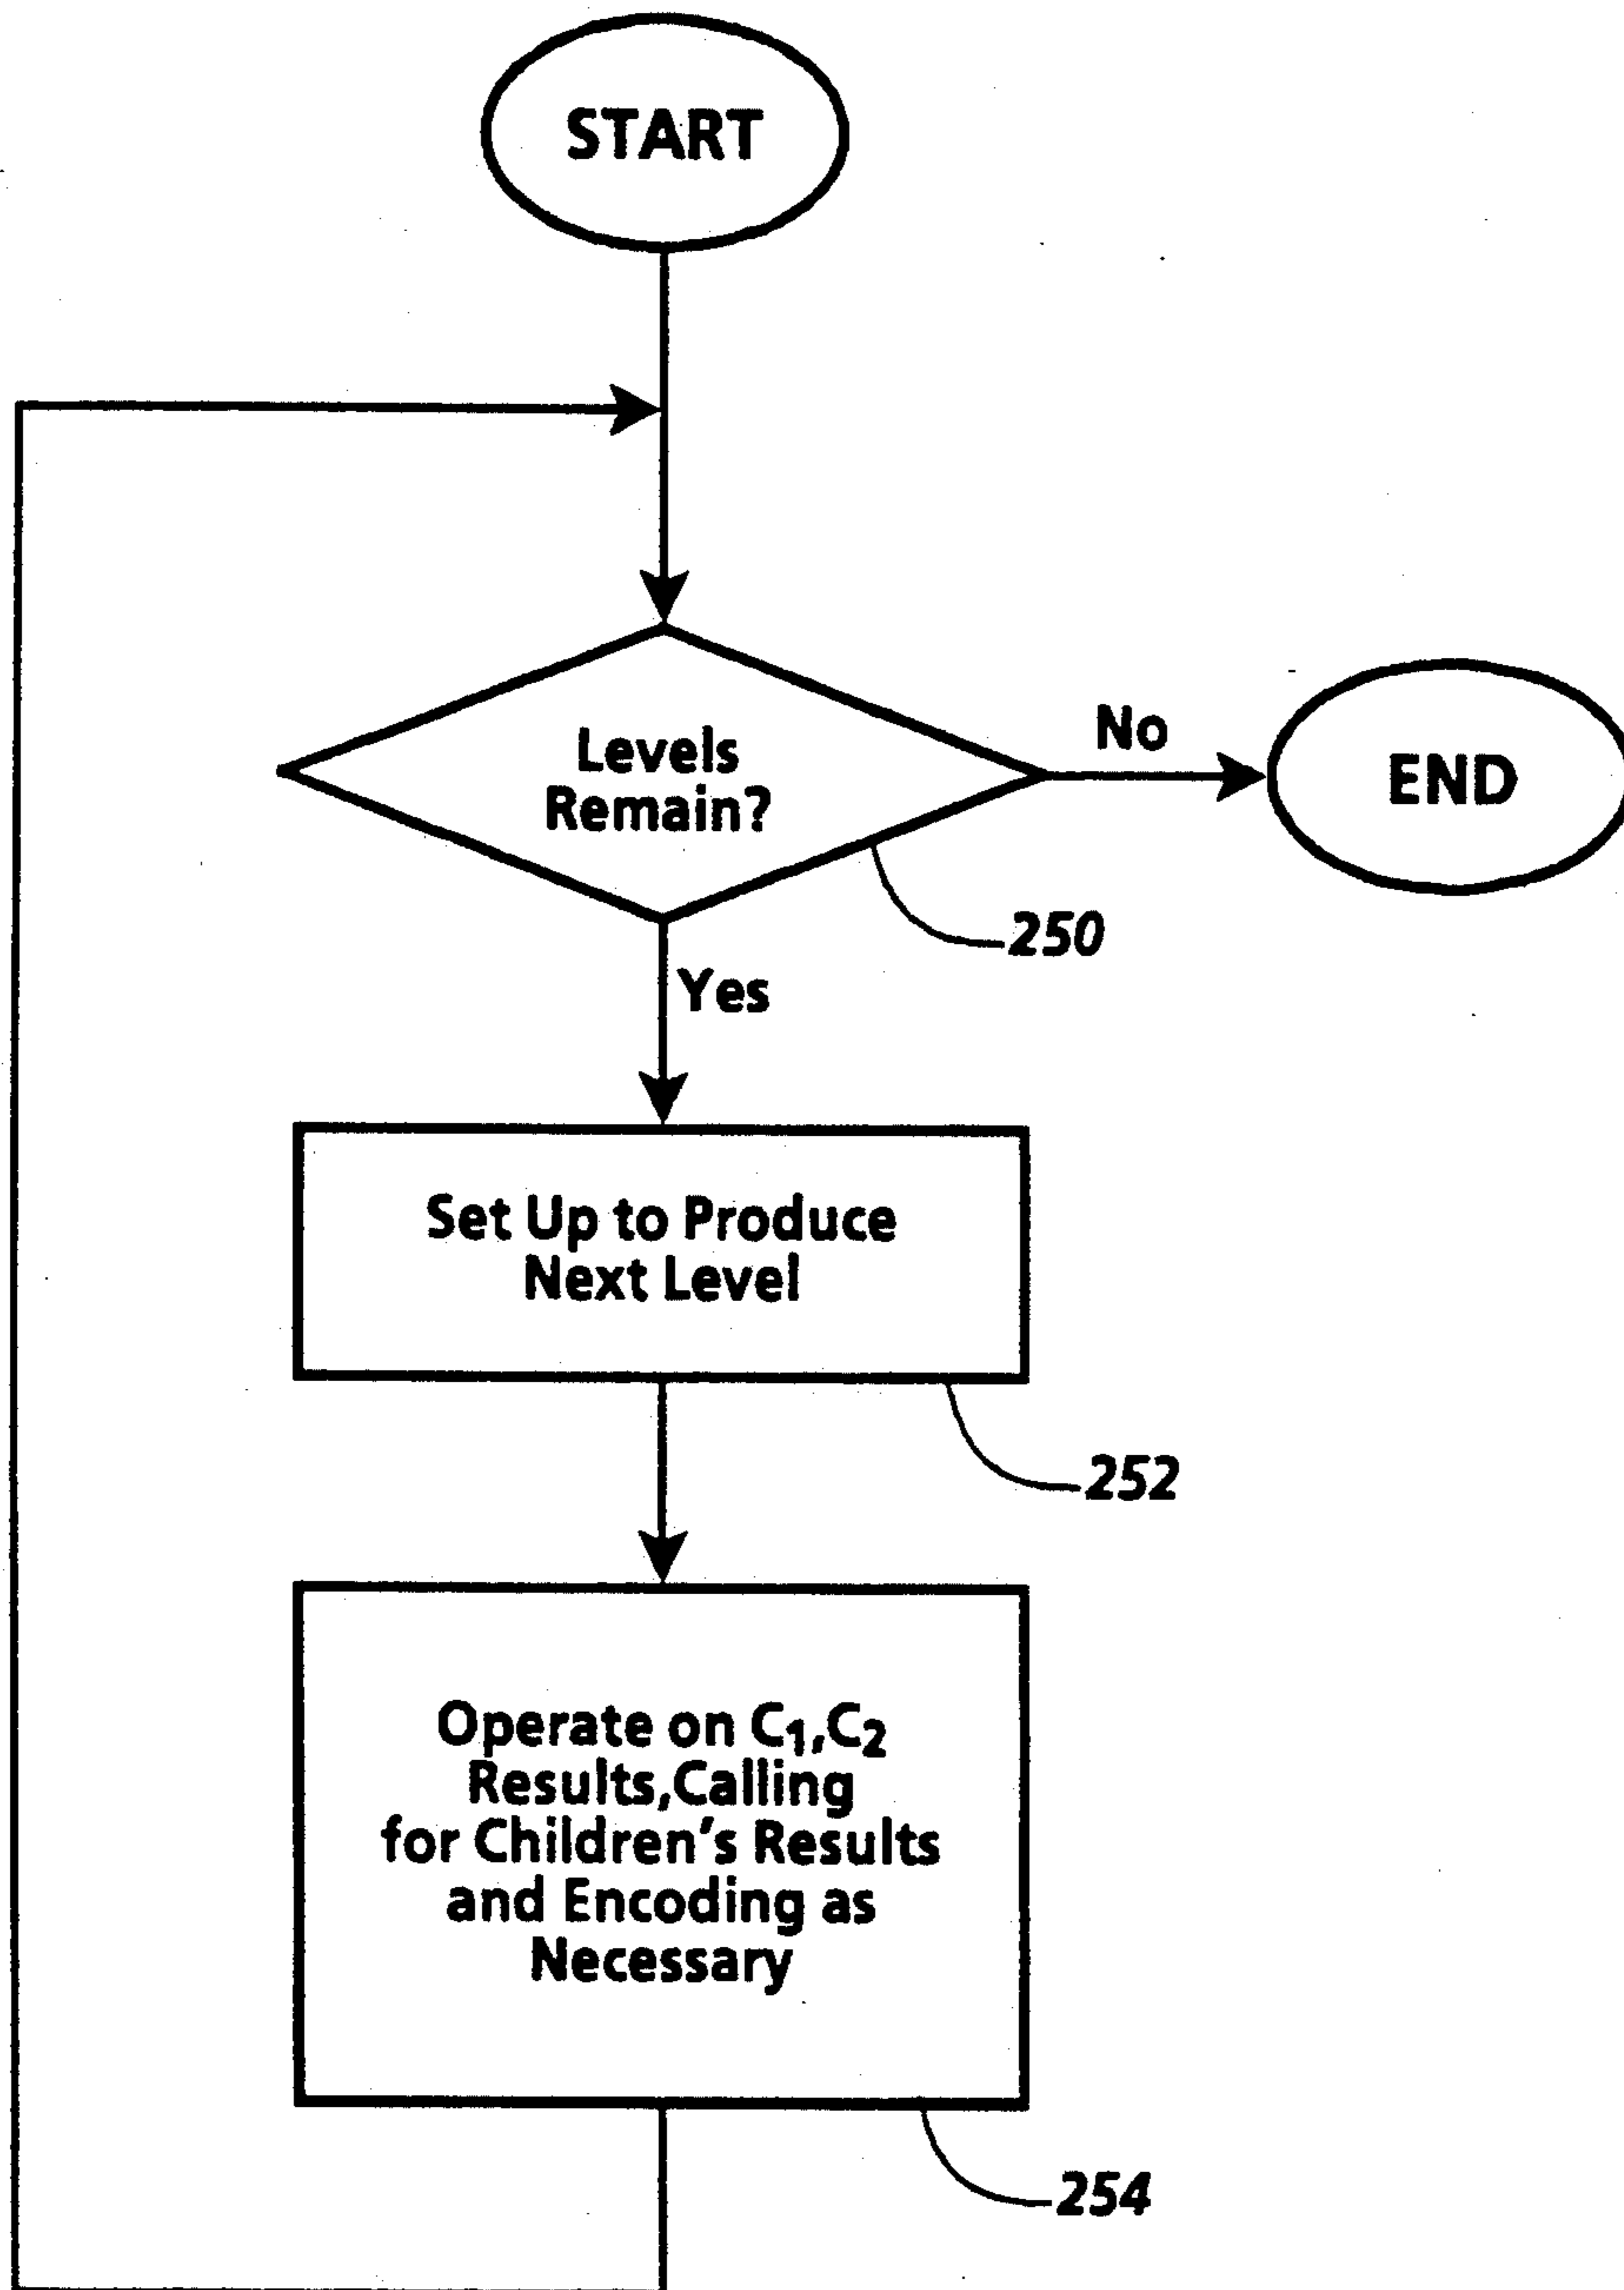 START
Levels
Remain?
No
END
250
Yes
Set Up to Produce
Next Level
252
Operate on C₁,C₂
Results,Calling
for Children's Results
and Encoding as
Necessary
254